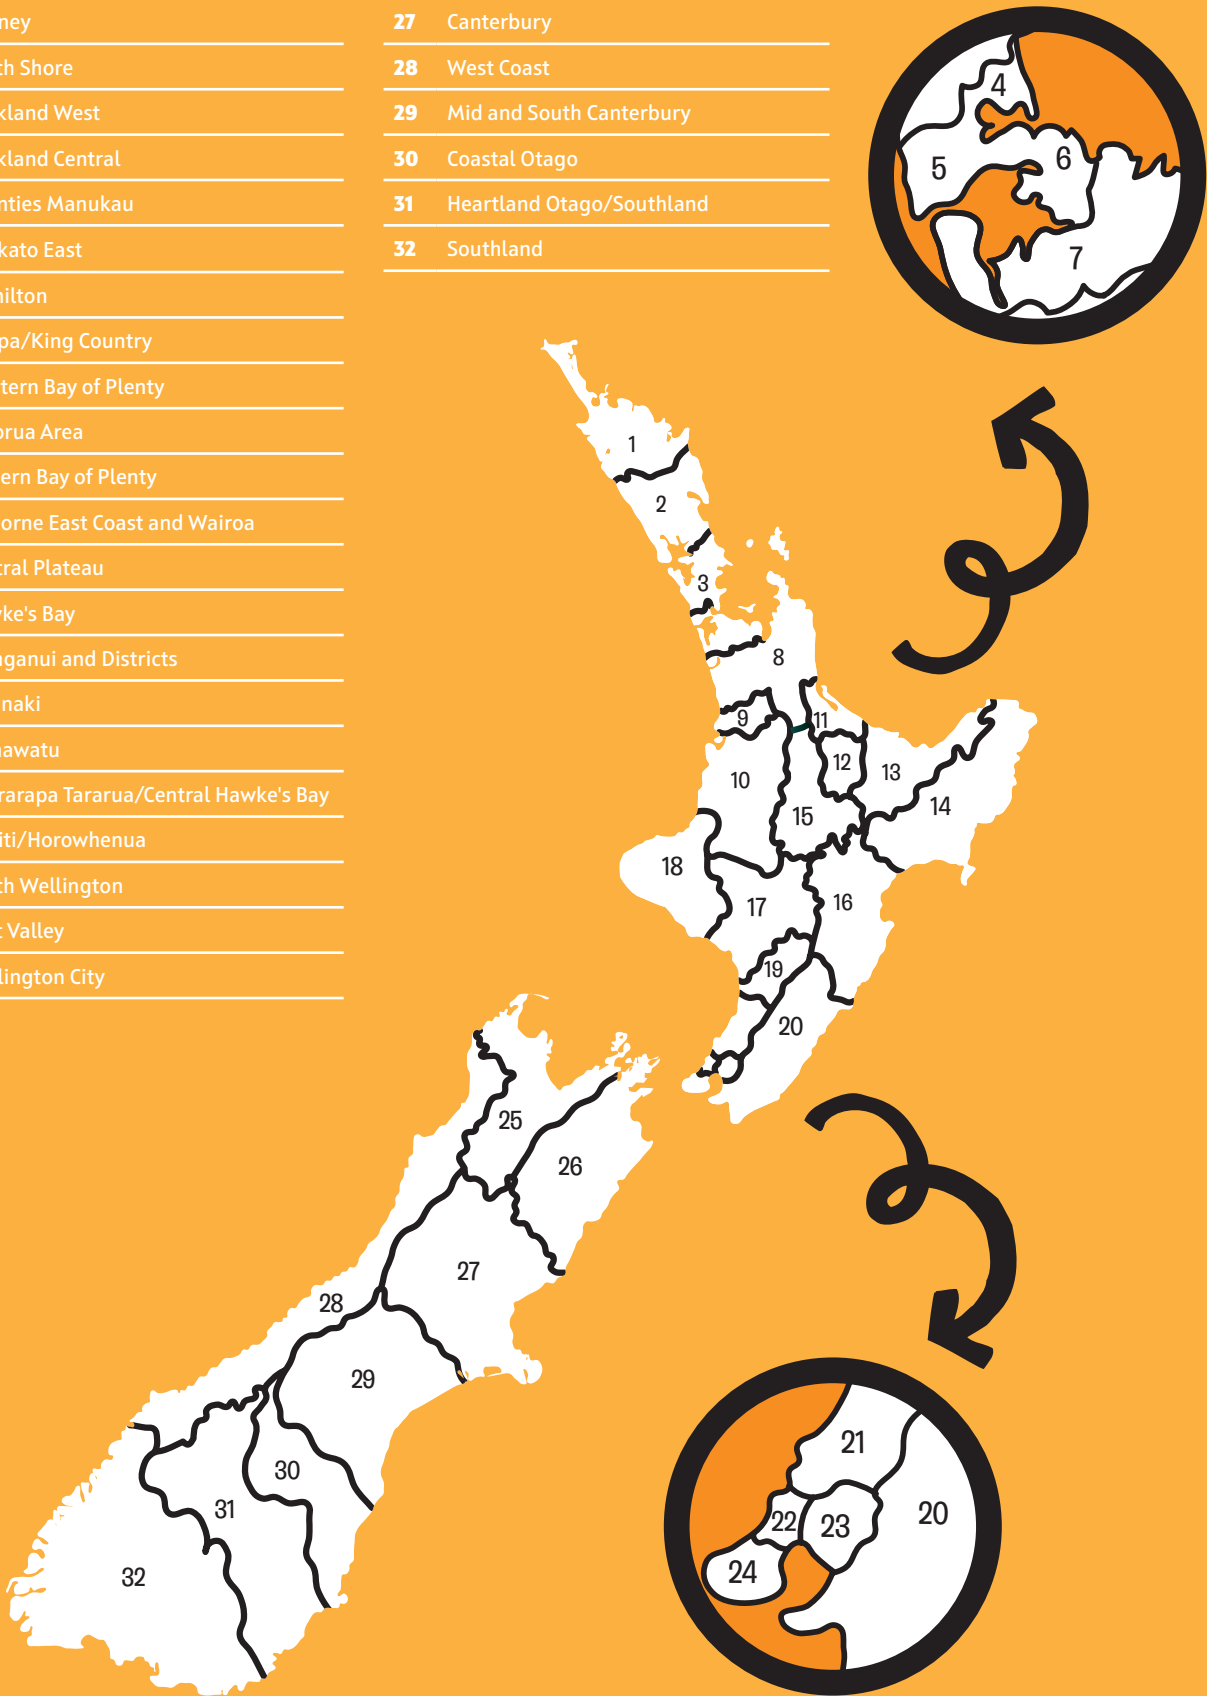 ney
th Shore
kland West
kland Central
nties Manukau
kato East
ilton
pa/King Country
tern Bay of Plenty
orua Area
ern Bay of Plenty
orne East Coast and Wairoa
tral Plateau
ke's Bay
nganui and Districts
naki
nawatu
rarapa Tararua/Central Hawke's Bay
iti/Horowhenua
th Wellington
t Valley
lington City
27 Canterbury
28 West Coast
29 Mid and South Canterbury
30 Coastal Otago
31 Heartland Otago/Southland
32 Southland
4
5
6
7
1
2
3
8
9
11
10
12
13
15
14
18
17
16
19
20
25
26
27
28
29
30
31
32
21
22
23
20
24